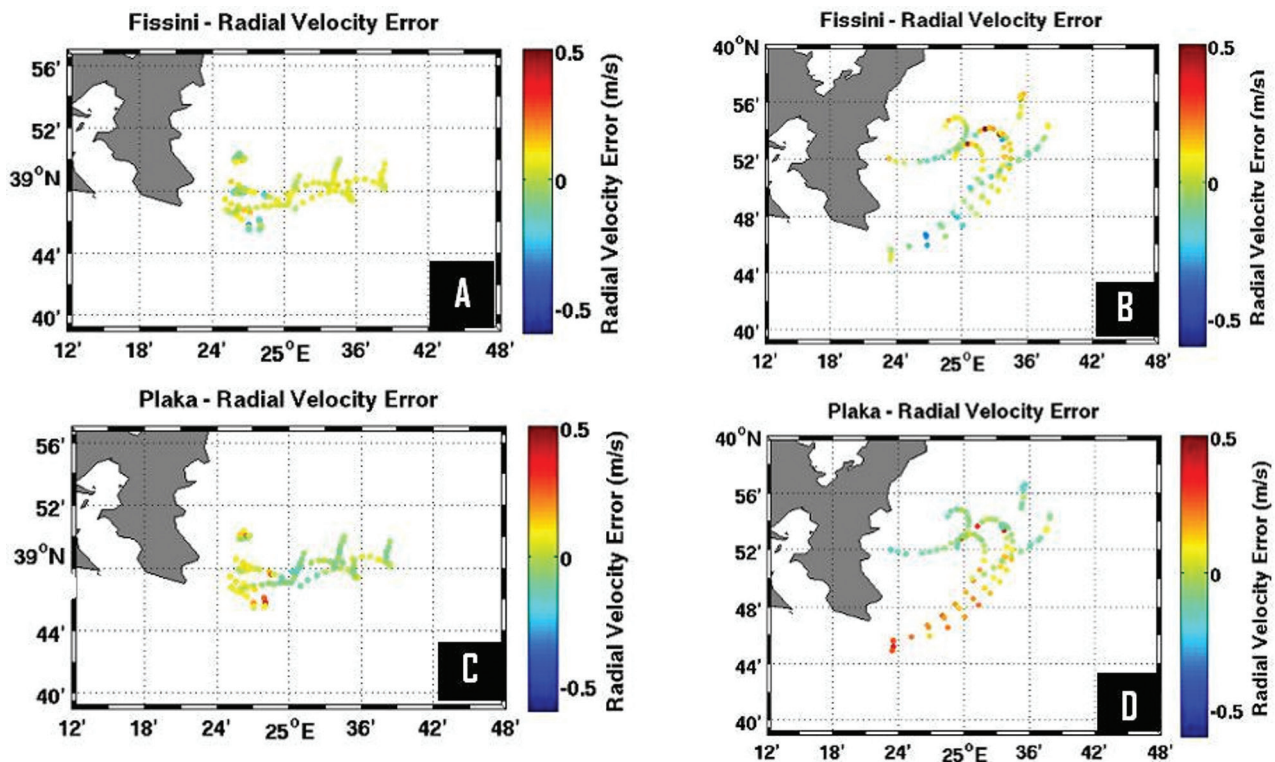 Fissini - Radial Velocity Error
56'
52'
39°N
44'
40'
12'
18'
24'
25°E
36'
42'
48'
0.5
0
-0.5
Radial Velocity Error (m/s)
A
Fissini - Radial Velocity Error
40°N
56'
52'
48'
44'
40'
12'
18'
24'
25°E
36'
42'
48'
0.5
0
-0.5
Radial Velocity Error (m/s)
B
Plaka - Radial Velocity Error
56'
52'
39°N
44'
40'
12'
18'
24'
25°E
36'
42'
48'
0.5
0
-0.5
Radial Velocity Error (m/s)
C
Plaka - Radial Velocity Error
40°N
56'
52'
48'
44'
40'
12'
18'
24'
25°E
36'
42'
48'
0.5
0
-0.5
Radial Velocity Error (m/s)
D